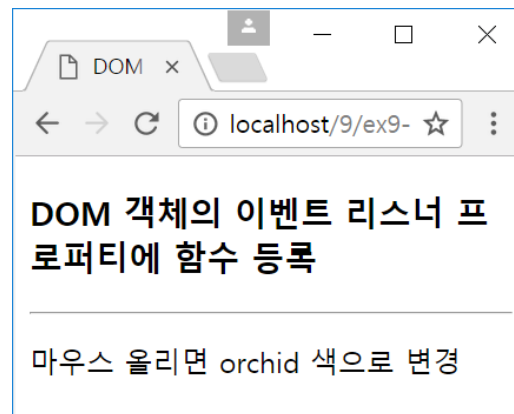 DOM
localhost/9/ex9-
DOM 객체의 이벤트 리스너 프
로퍼티에 함수 등록
마우스 올리면 orchid 색으로 변경